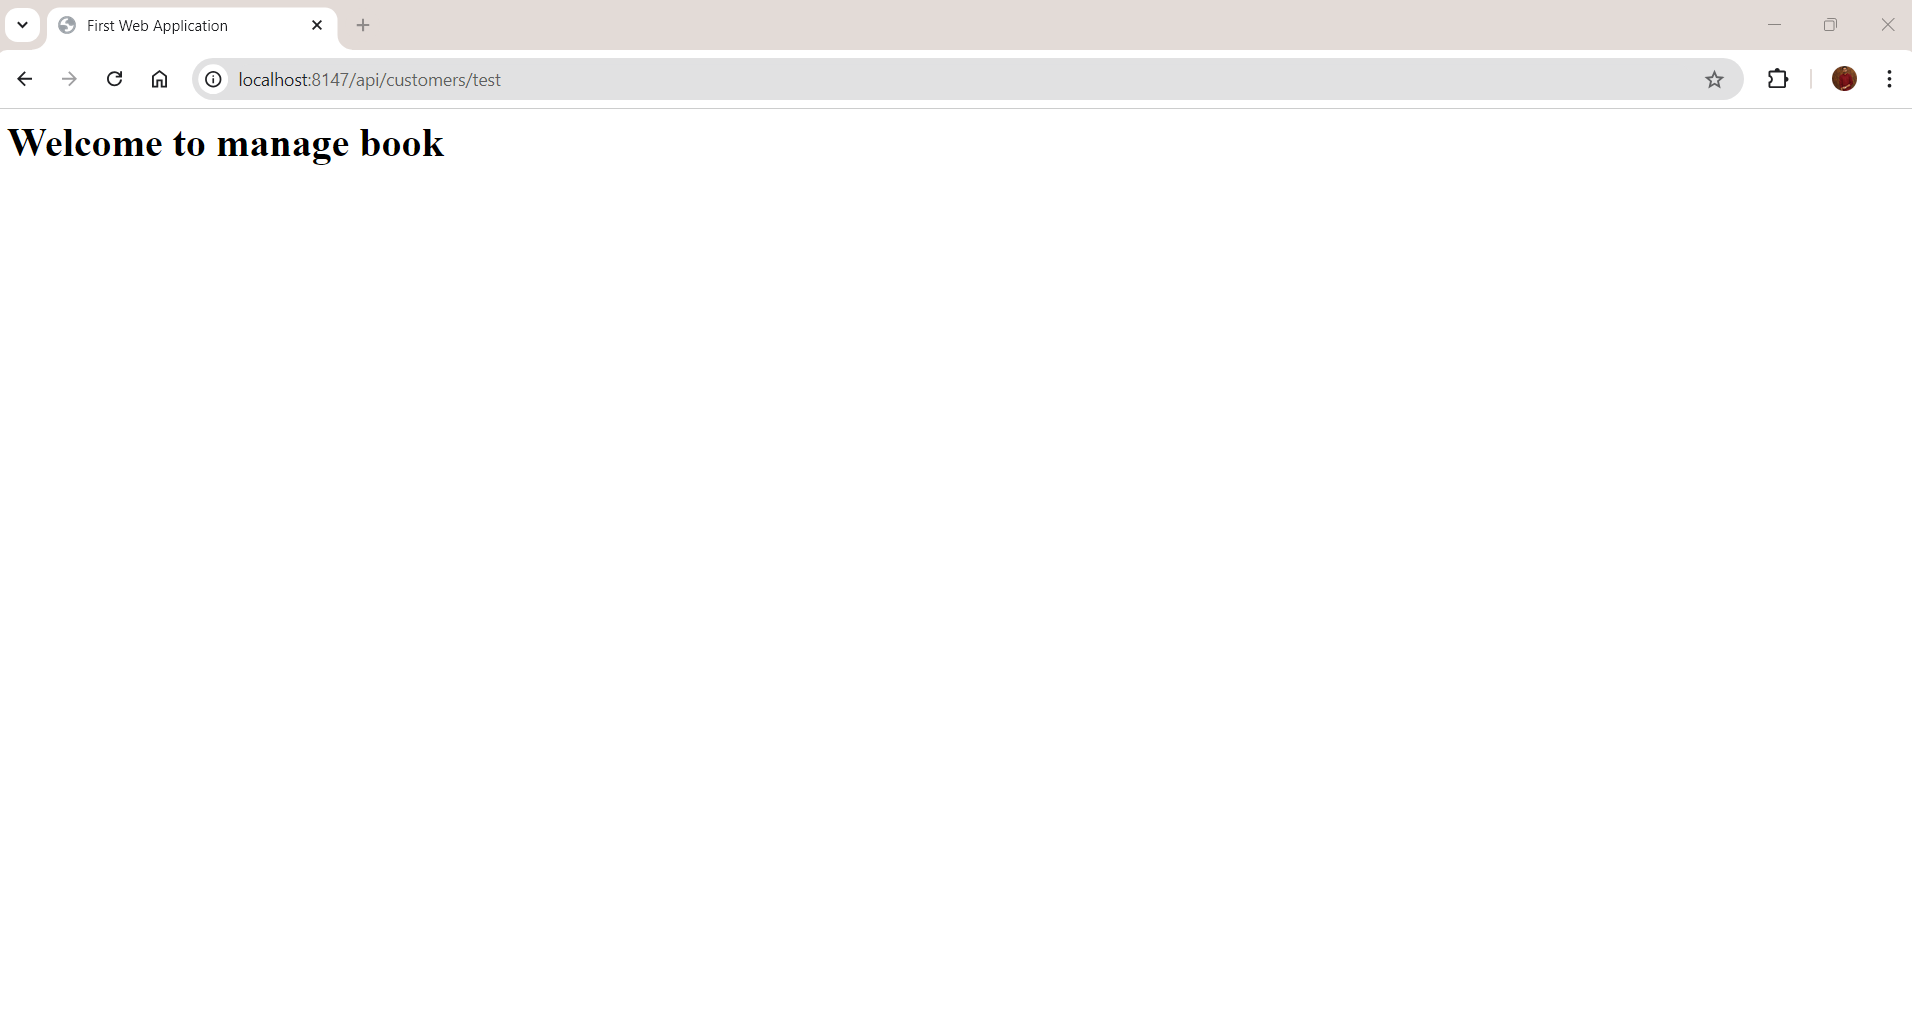 First Web Application
localhost:8147/api/customers/test
Welcome to manage book